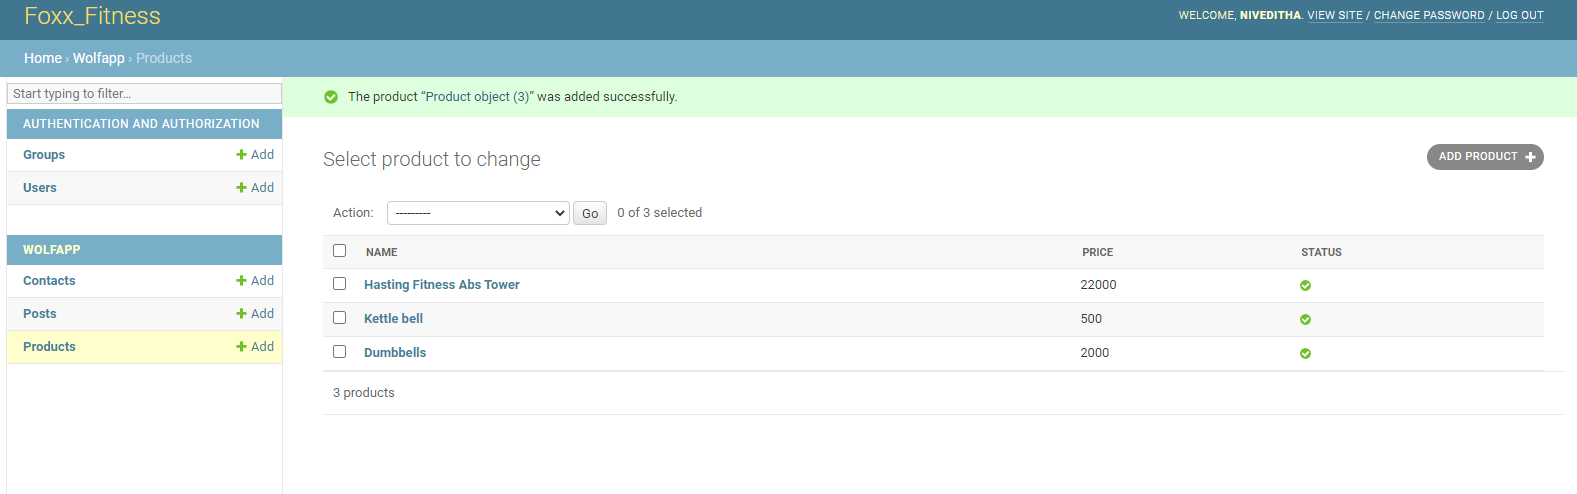 Foxx_Fitness
WELCOME, NIVEDITHA. VIEW SITE / CHANGE PASSWORD / LOG OUT
Home › Wolfapp › Products
Start typing to filter...
AUTHENTICATION AND AUTHORIZATION
Groups + Add
Users + Add
WOLFAPP
Contacts + Add
Posts + Add
Products + Add
The product “Product object (3)” was added successfully.
Select product to change
ADD PRODUCT +
Action: --------- Go 0 of 3 selected
NAME PRICE STATUS
Hasting Fitness Abs Tower 22000
Kettle bell 500
Dumbbells 2000
3 products